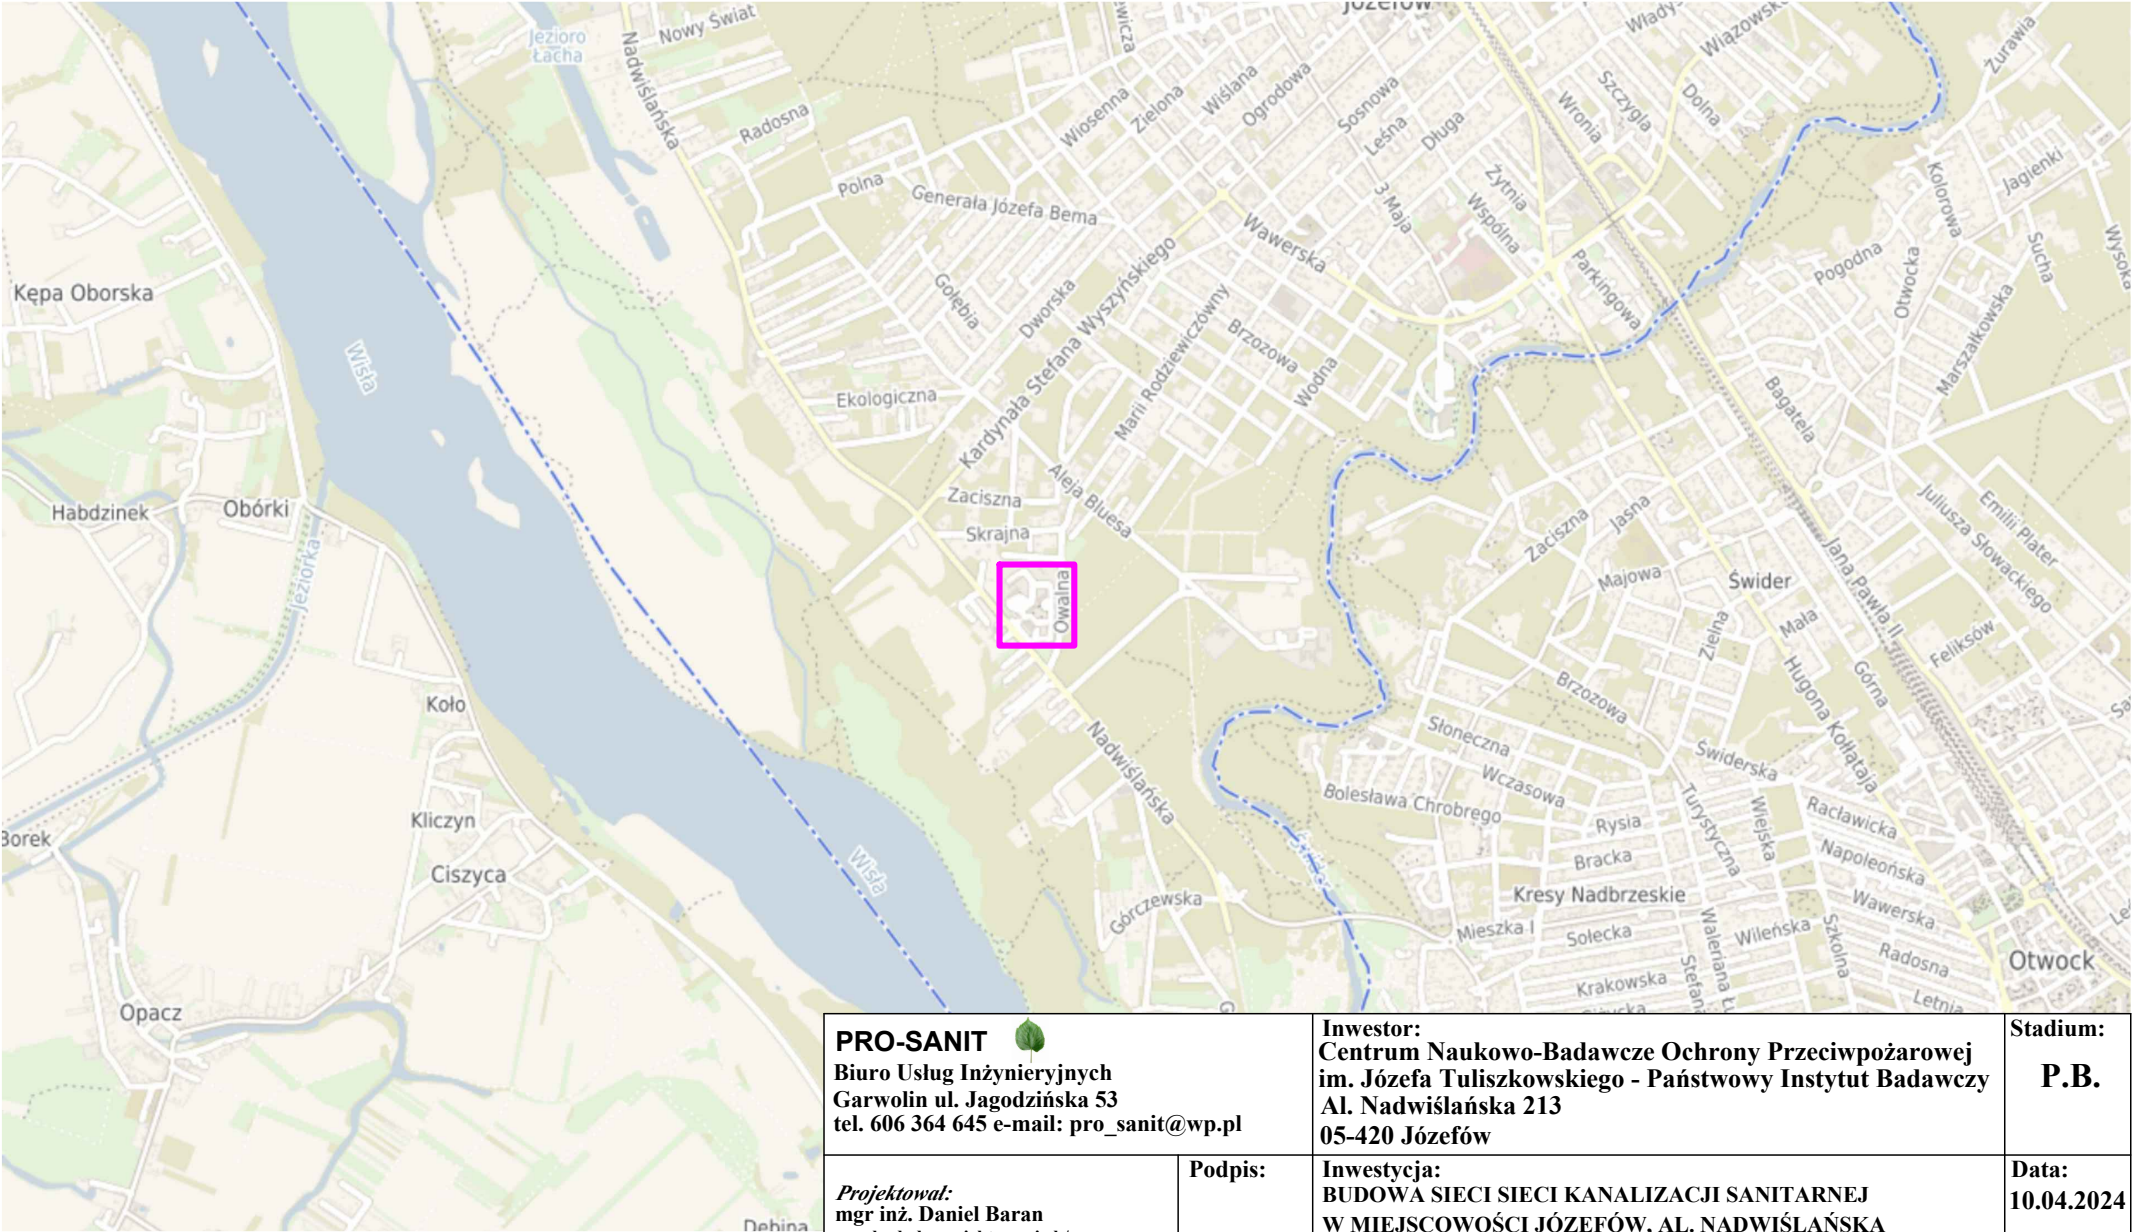 Nowy Świat
Józefów
Władys
Wiązowsk
Żurawia
Jezioro
Łacha
Nadwiślańska
Radosna
Wiosenna
Zielona
Wiślana
Ogrodowa
Sosnowa
Leśna
Długa
Wronia
Szczygla
Dolna
Jagienki
Kolorowa
Polna
Generała Józefa Bema
3 Maja
Żytnia
Wspólna
Wawerska
Parkingowa
Pogodna
Otwocka
Sucha
Wysoka
Kępa Oborska
Wisła
Gołębia
Dworska
Kardynała Stefana Wyszyńskiego
Marii Rodziewiczówny
Brzozowa
Wodna
Marszałkowska
Bagatela
Ekologiczna
Zaciszna
Aleja Bluesa
Skrajna
Owalna
Habdzinek
Obórki
Jeziorka
Zaciszna
Jasna
Majowa
Świder
Jana Pawła II
Juliusza Słowackiego
Emilii Plater
Feliksów
Mała
Zielna
Hugona Kołłątaja
Górna
Koło
Brzozowa
Słoneczna
Wczasowa
Świderska
Nadwiślańska
Bolesława Chrobrego
Rysia
Turystyczna
Wiejska
Racławicka
Napoleońska
Bracka
Kliczyn
Borek
Ciszyca
Wisła
Kresy Nadbrzeskie
Wawerska
Górczewska
Mieszka I
Sołecka
Wileńska
Szkolna
Radosna
Otwock
Krakowska
Letnia
Opacz
Dębina
PRO-SANIT
Biuro Usług Inżynieryjnych
Garwolin ul. Jagodzińska 53
tel. 606 364 645 e-mail: pro_sanit@wp.pl
Inwestor:
Centrum Naukowo-Badawcze Ochrony Przeciwpożarowej
im. Józefa Tuliszkowskiego - Państwowy Instytut Badawczy
Al. Nadwiślańska 213
05-420 Józefów
Stadium:
P.B.
Projektował:
mgr inż. Daniel Baran
Podpis:
Inwestycja:
BUDOWA SIECI SIECI KANALIZACJI SANITARNEJ
W MIEJSCOWOŚCI JÓZEFÓW, AL. NADWIŚLAŃSKA
Data:
10.04.2024